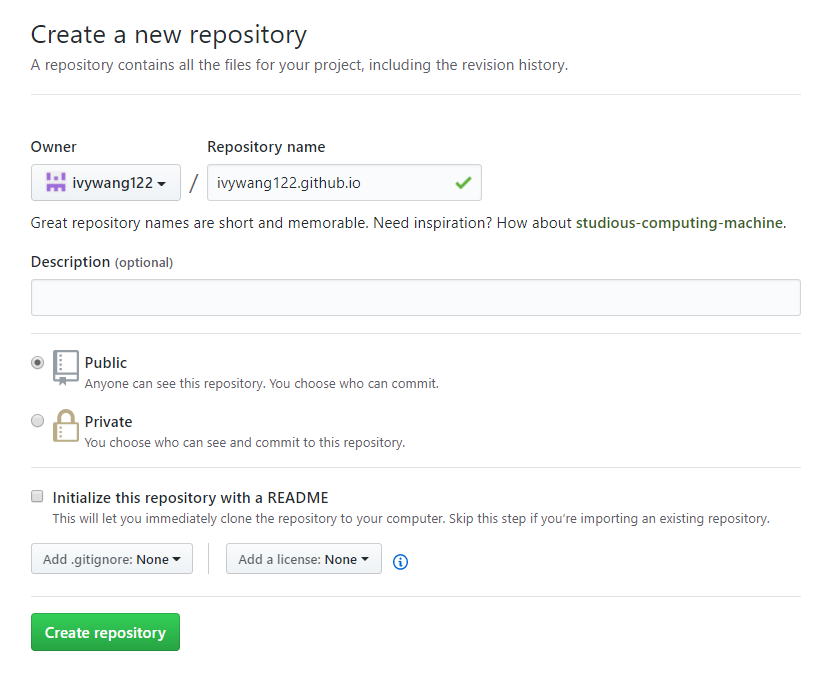 Create a new repository
A repository contains all the files for your project, including the revision history.
Owner Repository name
ivywang122 / ivywang122.github.io
Great repository names are short and memorable. Need inspiration? How about studious-computing-machine.
Description (optional)
Public
Anyone can see this repository. You choose who can commit.
Private
You choose who can see and commit to this repository.
Initialize this repository with a README
This will let you immediately clone the repository to your computer. Skip this step if you’re importing an existing repository.
Add .gitignore: None Add a license: None
Create repository